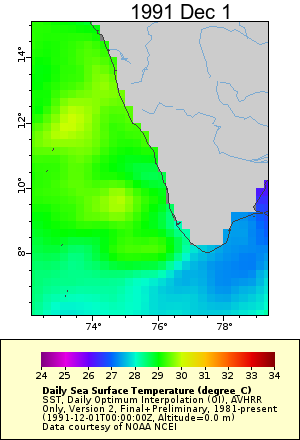 1991 Dec 1
14°
12°
10°
8°
74° 76° 78°
24 25 26 27 28 29 30 31 32 33 34
Daily Sea Surface Temperature (degree_C)
SST, Daily Optimum Interpolation (OI), AVHRR
Only, Version 2, Final+Preliminary, 1981-present
(1991-12-01T00:00:00Z, Altitude=0.0 m)
Data courtesy of NOAA NCEI